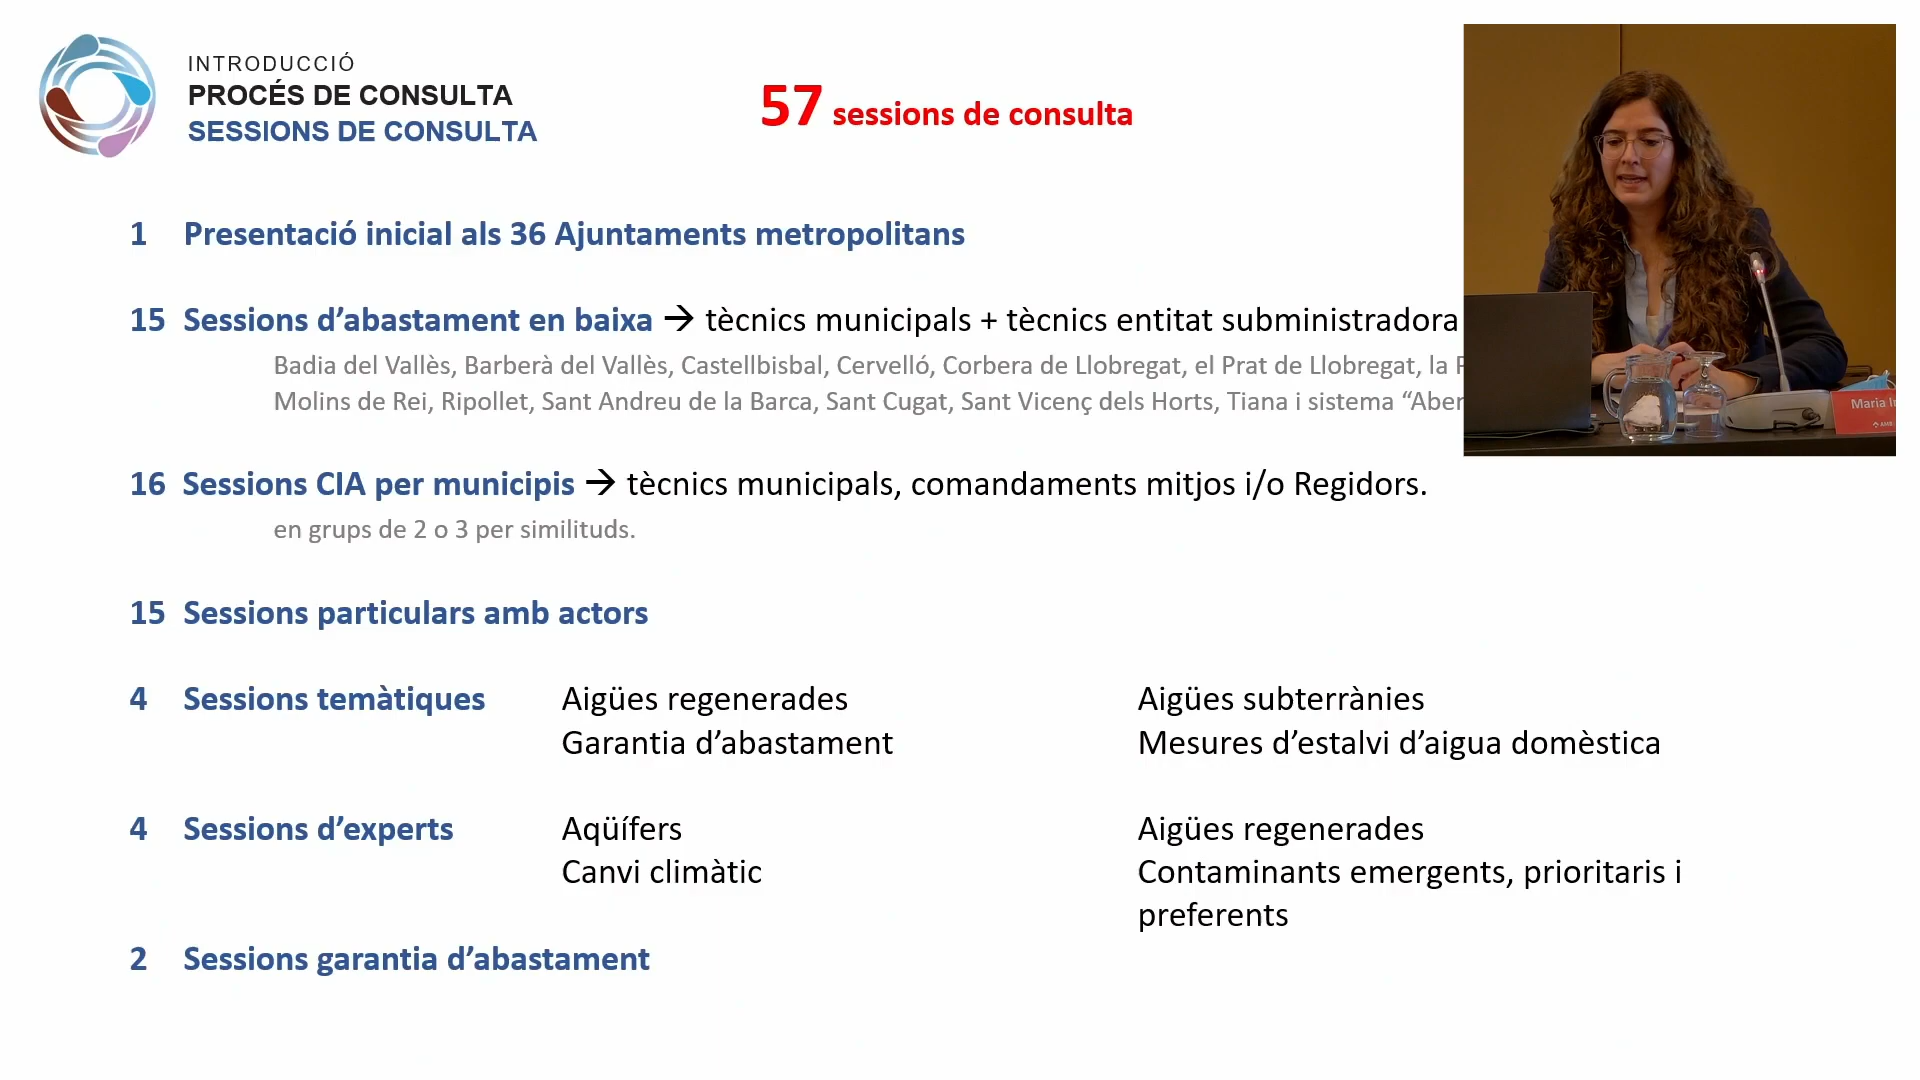 INTRODUCCIÓ
PROCÉS DE CONSULTA
SESSIONS DE CONSULTA
57 sessions de consulta
1 Presentació inicial als 36 Ajuntaments metropolitans
15 Sessions d’abastament en baixa → tècnics municipals + tècnics entitat subministradora
Badia del Vallès, Barberà del Vallès, Castellbisbal, Cervelló, Corbera de Llobregat, el Prat de Llobregat, la
Molins de Rei, Ripollet, Sant Andreu de la Barca, Sant Cugat, Sant Vicenç dels Horts, Tiana i sistema
16 Sessions CIA per municipis → tècnics municipals, comandaments mitjos i/o Regidors.
en grups de 2 o 3 per similituds.
15 Sessions particulars amb actors
4 Sessions temàtiques Aigües regenerades Aigües subterrànies
Garantia d’abastament Mesures d’estalvi d’aigua domèstica
4 Sessions d’experts Aqüífers Aigües regenerades
Canvi climàtic Contaminants emergents, prioritaris i
preferents
2 Sessions garantia d’abastament
Maria
AMB